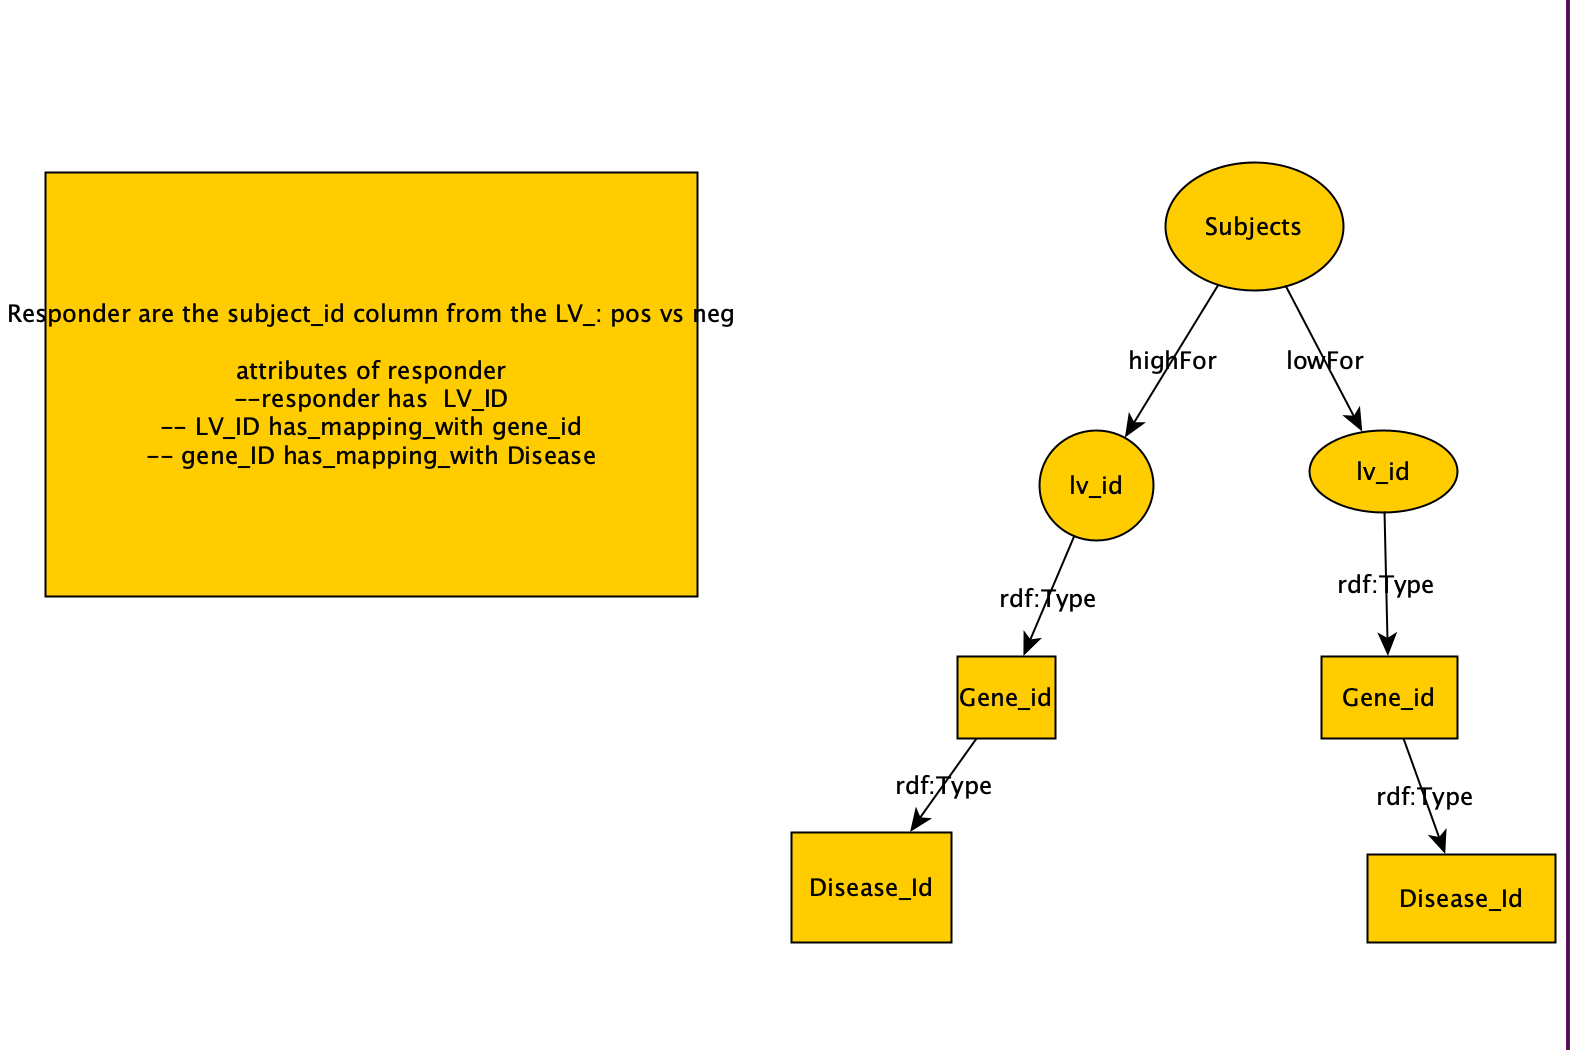 Responder are the subject_id column from the LV_: pos vs neg
attributes of responder
--responder has  LV_ID
-- LV_ID has_mapping_with gene_id
-- gene_ID has_mapping_with Disease
Subjects
highFor
lowFor
lv_id
lv_id
rdf:Type
rdf:Type
Gene_id
Gene_id
rdf:Type
rdf:Type
Disease_Id
Disease_Id